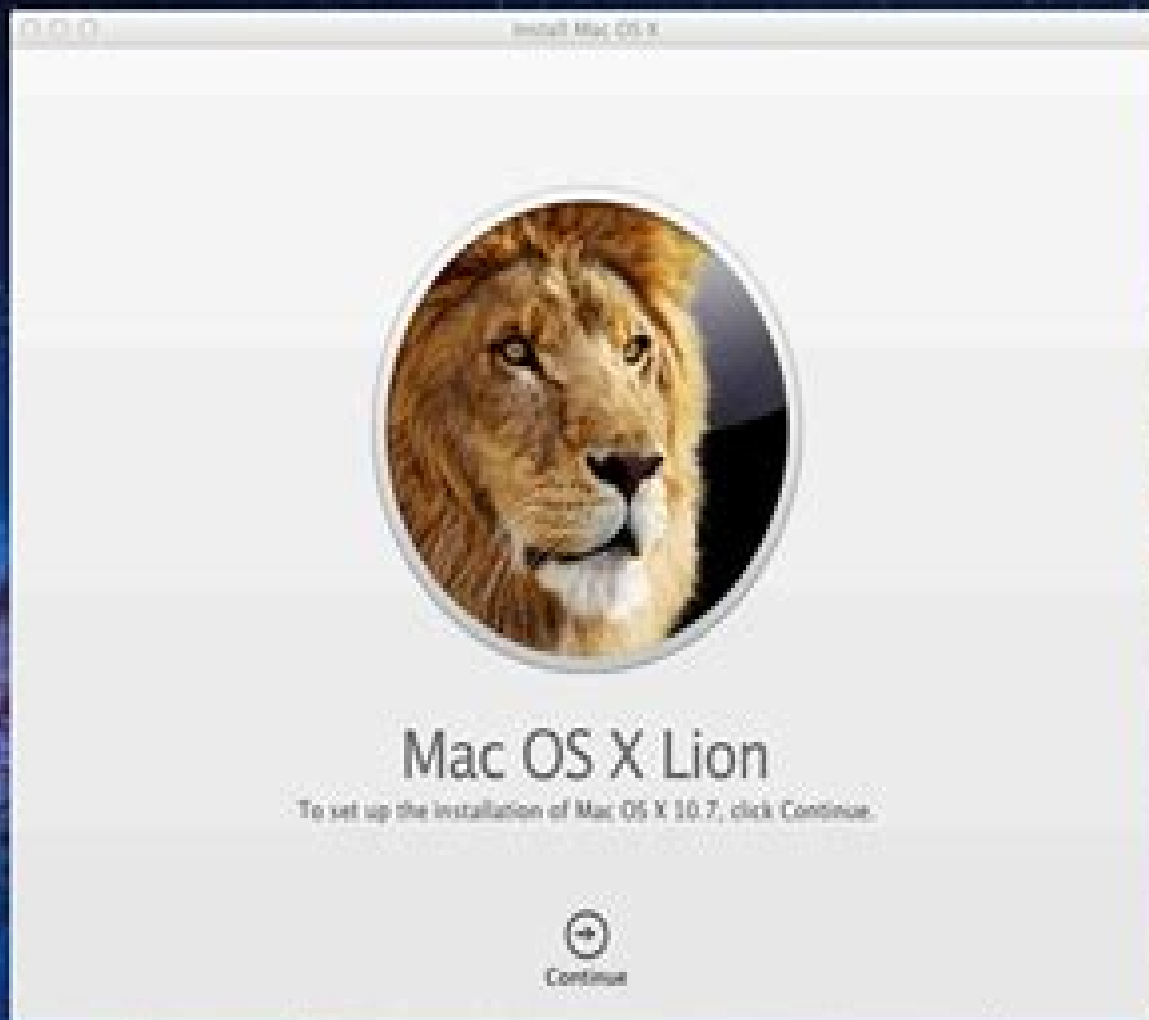 Install Mac OS X
Mac OS X Lion
To set up the installation of Mac OS X 10.7, click Continue.
Continue